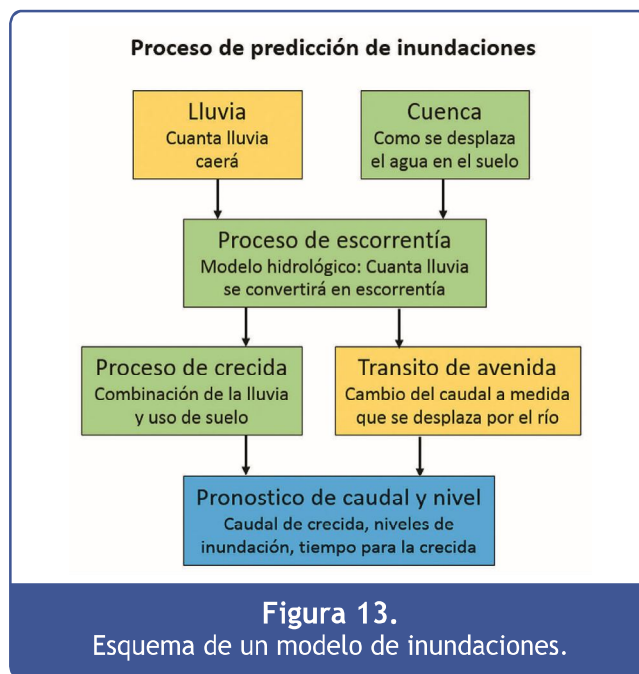 Proceso de predicción de inundaciones
Lluvia
Cuanta lluvia
caerá
Cuenca
Como se desplaza
el agua en el suelo
Proceso de escorrentía
Modelo hidrológico: Cuanta lluvia
se convertirá en escorrentía
Proceso de crecida
Combinación de la lluvia
y uso de suelo
Transito de avenida
Cambio del caudal a medida
que se desplaza por el río
Pronostico de caudal y nivel
Caudal de crecida, niveles de
inundación, tiempo para la crecida
Figura 13.
Esquema de un modelo de inundaciones.